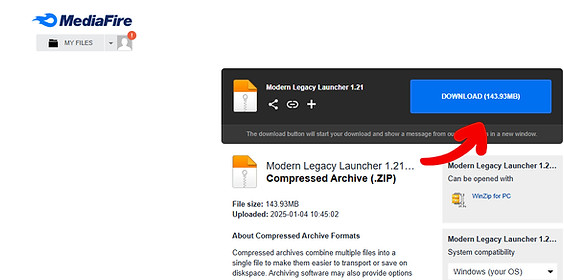 MediaFire
MY FILES
1
Modern Legacy Launcher 1.21
DOWNLOAD (143.93MB)
The download button will start your download and show a message from our in a new window.
Modern Legacy Launcher 1.21…
Compressed Archive (.ZIP)
File size: 143.93MB
Uploaded: 2025-01-04 10:45:02
About Compressed Archive Formats
Compressed archives combine multiple files into a
single file to make them easier to transport or save on
diskspace. Archiving software may also provide options
Modern Legacy Launcher 1.2…
Can be opened with
WinZip for PC
Modern Legacy Launcher 1.2…
System compatibility
Windows (your OS)